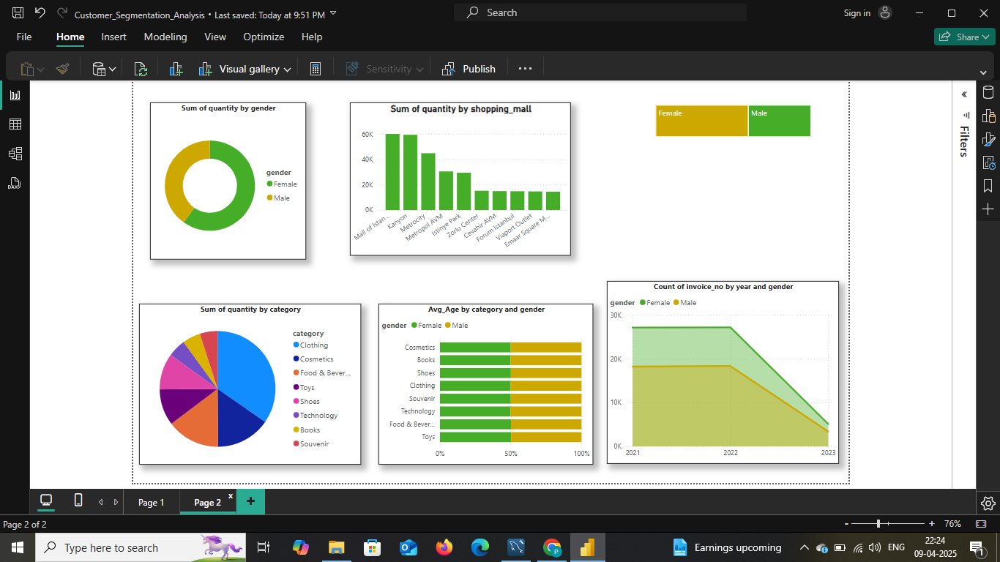 Customer_Segmentation_Analysis • Last saved: Today at 9:51 PM
Search
Sign in
File Home Insert Modeling View Optimize Help
Share
Visual gallery
Sensitivity
Publish
DAX
Sum of quantity by gender
gender
Female
Male
Sum of quantity by shopping_mall
60K
40K
20K
0K
Mall of Istan...
Kanyon
Metrocity
Metropol AVM
Istinye Park
Zorlu Center
Cevahir AVM
Forum Istanbul
Viaport Outlet
Emaar Square M...
Female
Male
Filters
Sum of quantity by category
category
Clothing
Cosmetics
Food & Bever...
Toys
Shoes
Technology
Books
Souvenir
Avg_Age by category and gender
gender Female Male
Cosmetics
Books
Shoes
Clothing
Souvenir
Technology
Food & Bever...
Toys
0% 50% 100%
Count of invoice_no by year and gender
gender Female Male
30K
20K
10K
0K
2021 2022 2023
Page 1
Page 2 x
+
Page 2 of 2
- + 76%
Type here to search
Earnings upcoming
ENG
22:24
09-04-2025
1